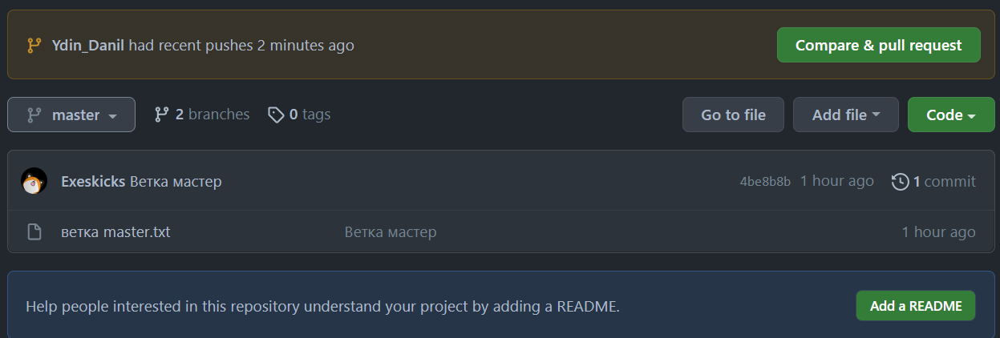 Ydin_Danil had recent pushes 2 minutes ago Compare & pull request
master 2 branches 0 tags Go to file Add file Code
Exeskicks Ветка мастер 4be8b8b 1 hour ago 1 commit
ветка master.txt Ветка мастер 1 hour ago
Help people interested in this repository understand your project by adding a README. Add a README